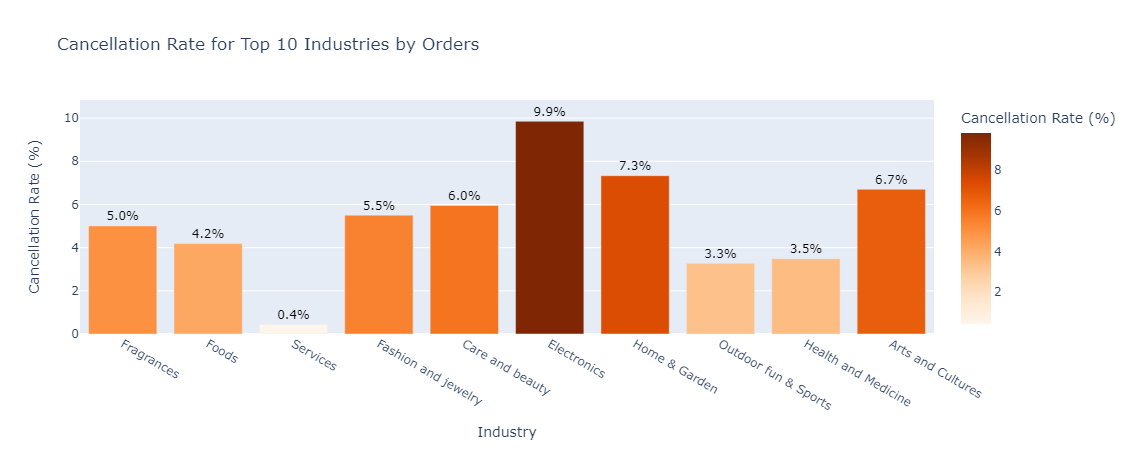 Cancellation Rate for Top 10 Industries by Orders
Cancellation Rate (%)
10
8
6
4
2
0
5.0%
4.2%
0.4%
5.5%
6.0%
9.9%
7.3%
3.3%
3.5%
6.7%
Fragrances
Foods
Services
Fashion and jewelry
Care and beauty
Electronics
Home & Garden
Outdoor fun & Sports
Health and Medicine
Arts and Cultures
Industry
Cancellation Rate (%)
8
6
4
2